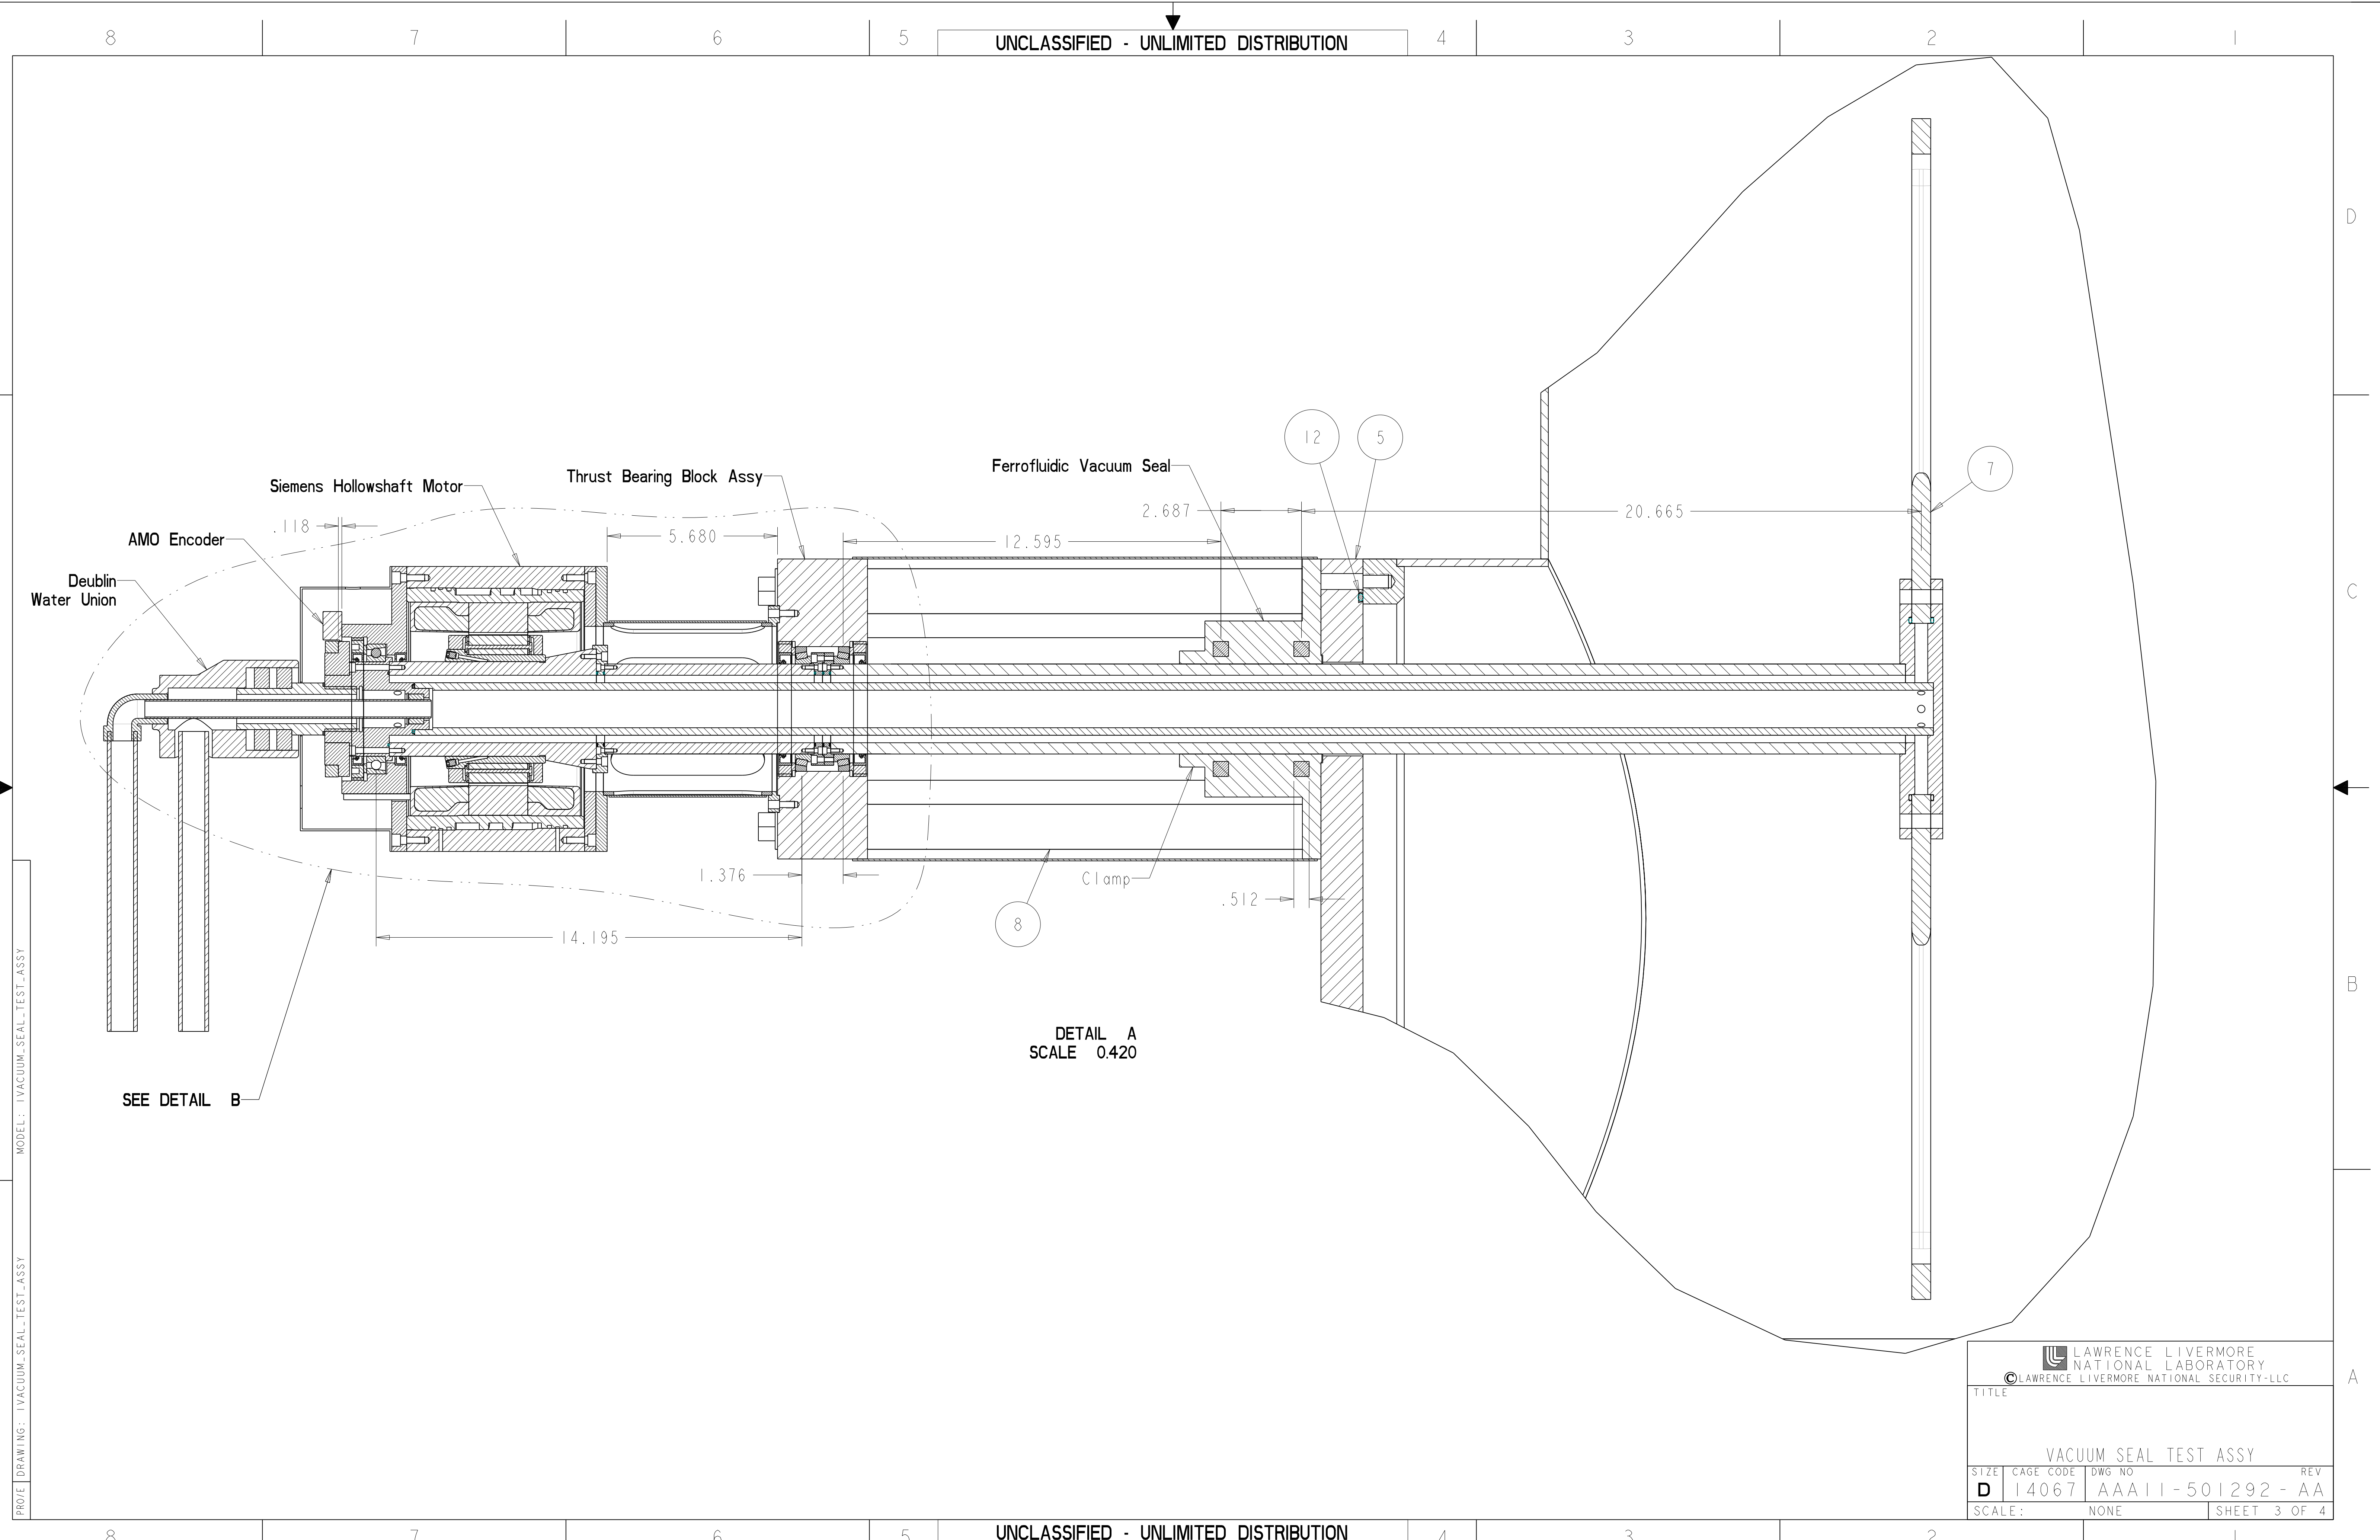 8 7 6 5 UNCLASSIFIED - UNLIMITED DISTRIBUTION 4 3 2 1
D
12 5
Ferrofluidic Vacuum Seal
7
Thrust Bearing Block Assy
Siemens Hollowshaft Motor
2.687
20.665
.118
AMO Encoder
5.680
12.595
Deublin
Water Union
C
1.376
Clamp
.512
8
14.195
B
DETAIL A
SCALE 0.420
SEE DETAIL B
MODEL: 1VACUUM_SEAL_TEST_ASSY
PRO/E DRAWING: 1VACUUM_SEAL_TEST_ASSY
LAWRENCE LIVERMORE
NATIONAL LABORATORY
©LAWRENCE LIVERMORE NATIONAL SECURITY-LLC
A
TITLE
VACUUM SEAL TEST ASSY
SIZE CAGE CODE DWG NO REV
D 14067 AAA11-501292-AA
SCALE: NONE SHEET 3 OF 4
8 7 6 5 UNCLASSIFIED - UNLIMITED DISTRIBUTION 4 3 2 1